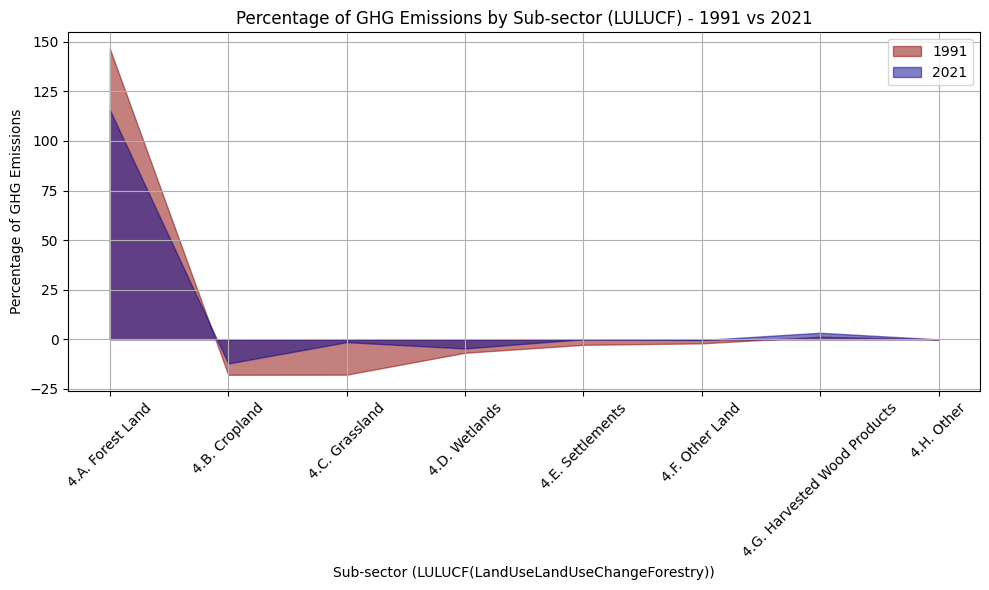 Percentage of GHG Emissions by Sub-sector (LULUCF) - 1991 vs 2021
150
125
100
75
50
25
0
−25
Percentage of GHG Emissions
1991
2021
4.A. Forest Land
4.B. Cropland
4.C. Grassland
4.D. Wetlands
4.E. Settlements
4.F. Other Land
4.G. Harvested Wood Products
4.H. Other
Sub-sector (LULUCF(LandUseLandUseChangeForestry))